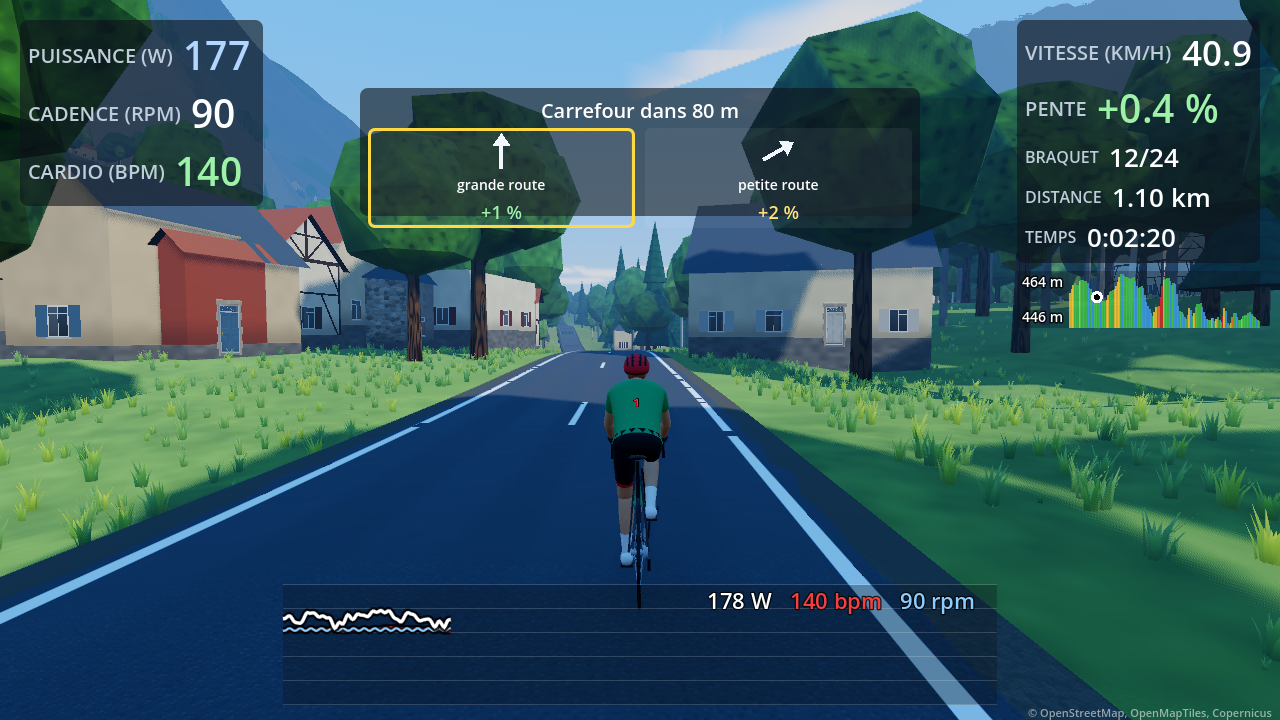 PUISSANCE (W) 177
CADENCE (RPM) 90
CARDIO (BPM) 140
Carrefour dans 80 m
grande route
+1 %
petite route
+2 %
VITESSE (KM/H) 40.9
PENTE +0.4 %
BRAQUET 12/24
DISTANCE 1.10 km
TEMPS 0:02:20
464 m
446 m
1
178 W 140 bpm 90 rpm
© OpenStreetMap, OpenMapTiles, Copernicus